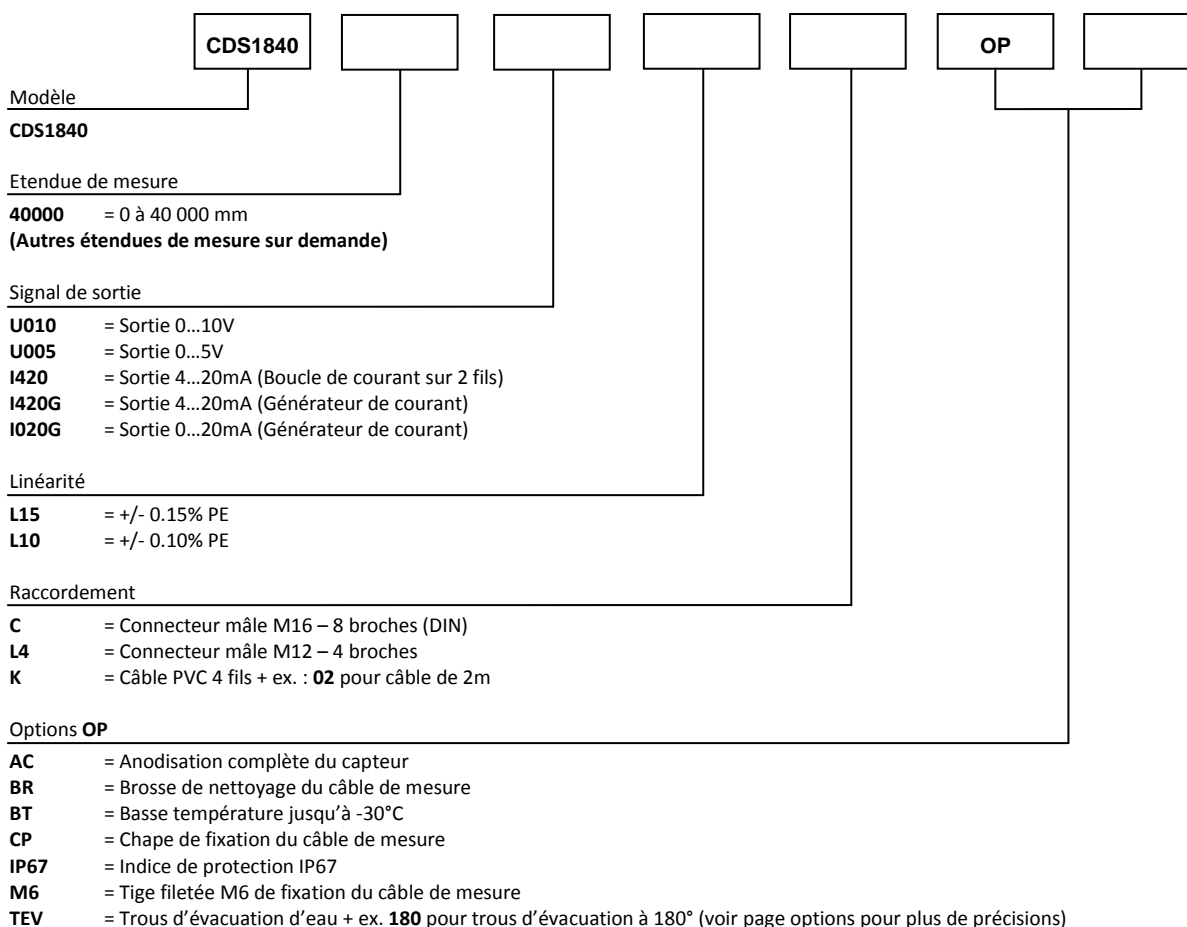 CDS1840 OP
Modèle
CDS1840
Etendue de mesure
40000 = 0 à 40 000 mm
(Autres étendues de mesure sur demande)
Signal de sortie
U010 = Sortie 0…10V
U005 = Sortie 0…5V
I420 = Sortie 4…20mA (Boucle de courant sur 2 fils)
I420G = Sortie 4…20mA (Générateur de courant)
I020G = Sortie 0…20mA (Générateur de courant)
Linéarité
L15 = +/- 0.15% PE
L10 = +/- 0.10% PE
Raccordement
C = Connecteur mâle M16 – 8 broches (DIN)
L4 = Connecteur mâle M12 – 4 broches
K = Câble PVC 4 fils + ex. : 02 pour câble de 2m
Options OP
AC = Anodisation complète du capteur
BR = Brosse de nettoyage du câble de mesure
BT = Basse température jusqu’à -30°C
CP = Chape de fixation du câble de mesure
IP67 = Indice de protection IP67
M6 = Tige filetée M6 de fixation du câble de mesure
TEV = Trous d’évacuation d’eau + ex. 180 pour trous d’évacuation à 180° (voir page options pour plus de précisions)